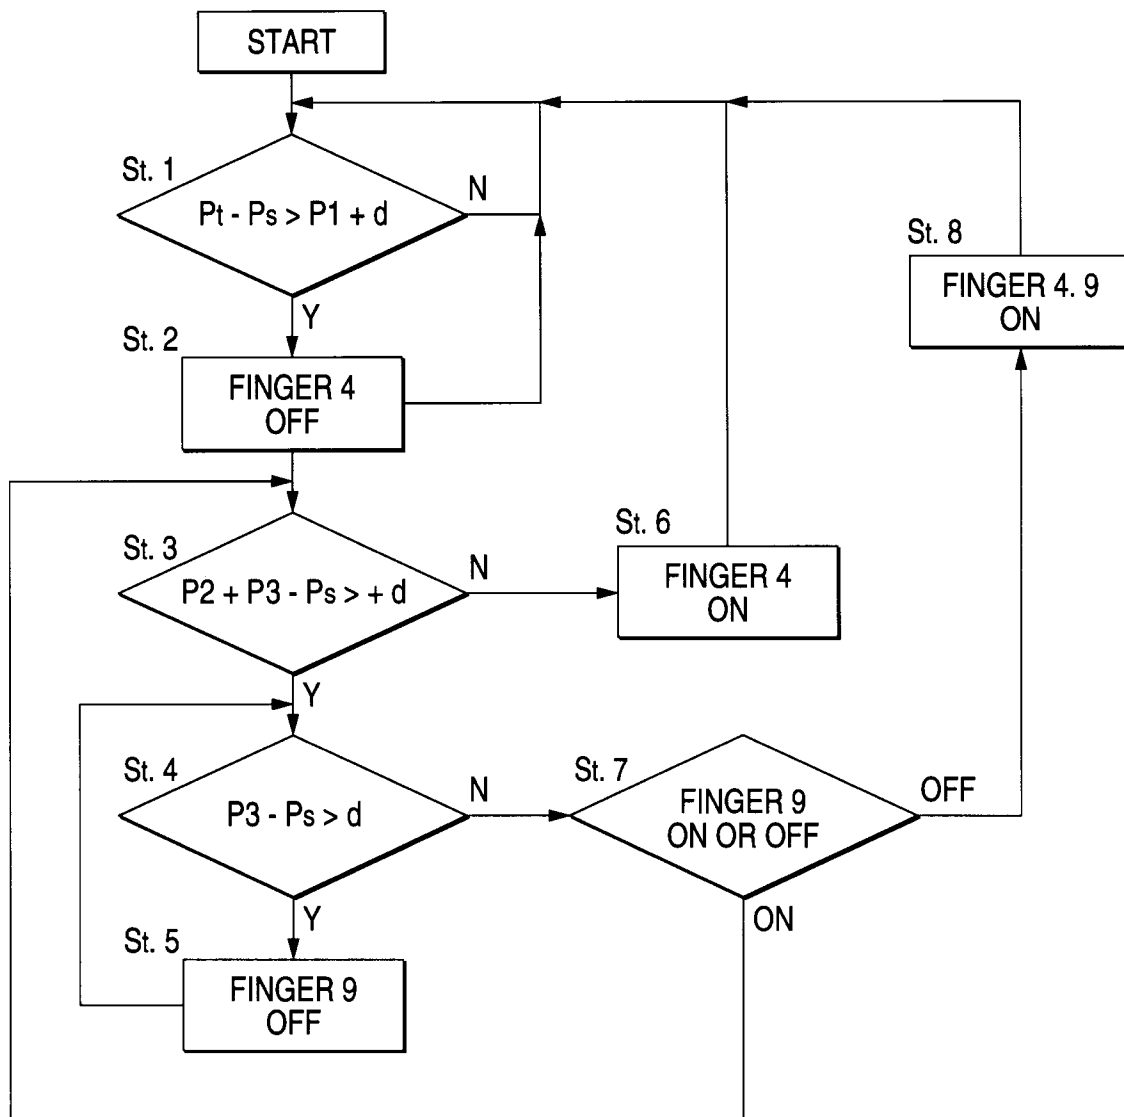 START
St. 1
Pt - Ps > P1 + d
N
Y
St. 2
FINGER 4
OFF
St. 3
P2 + P3 - Ps > + d
N
Y
St. 6
FINGER 4
ON
St. 4
P3 - Ps > d
N
Y
St. 5
FINGER 9
OFF
St. 7
FINGER 9
ON OR OFF
OFF
ON
St. 8
FINGER 4. 9
ON